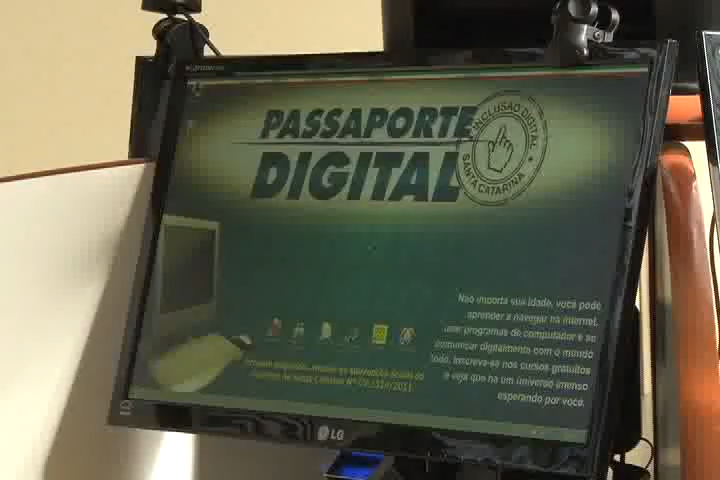 PASSAPORTE
DIGITAL
INCLUSÃO DIGITAL
SANTA CATARINA
Não importa sua idade, você pode
aprender a navegar na internet,
usar programas de computador e se
comunicar digitalmente com o mundo
todo. Inscreva-se nos cursos gratuitos
e veja que há um universo imenso
esperando por você.
LG